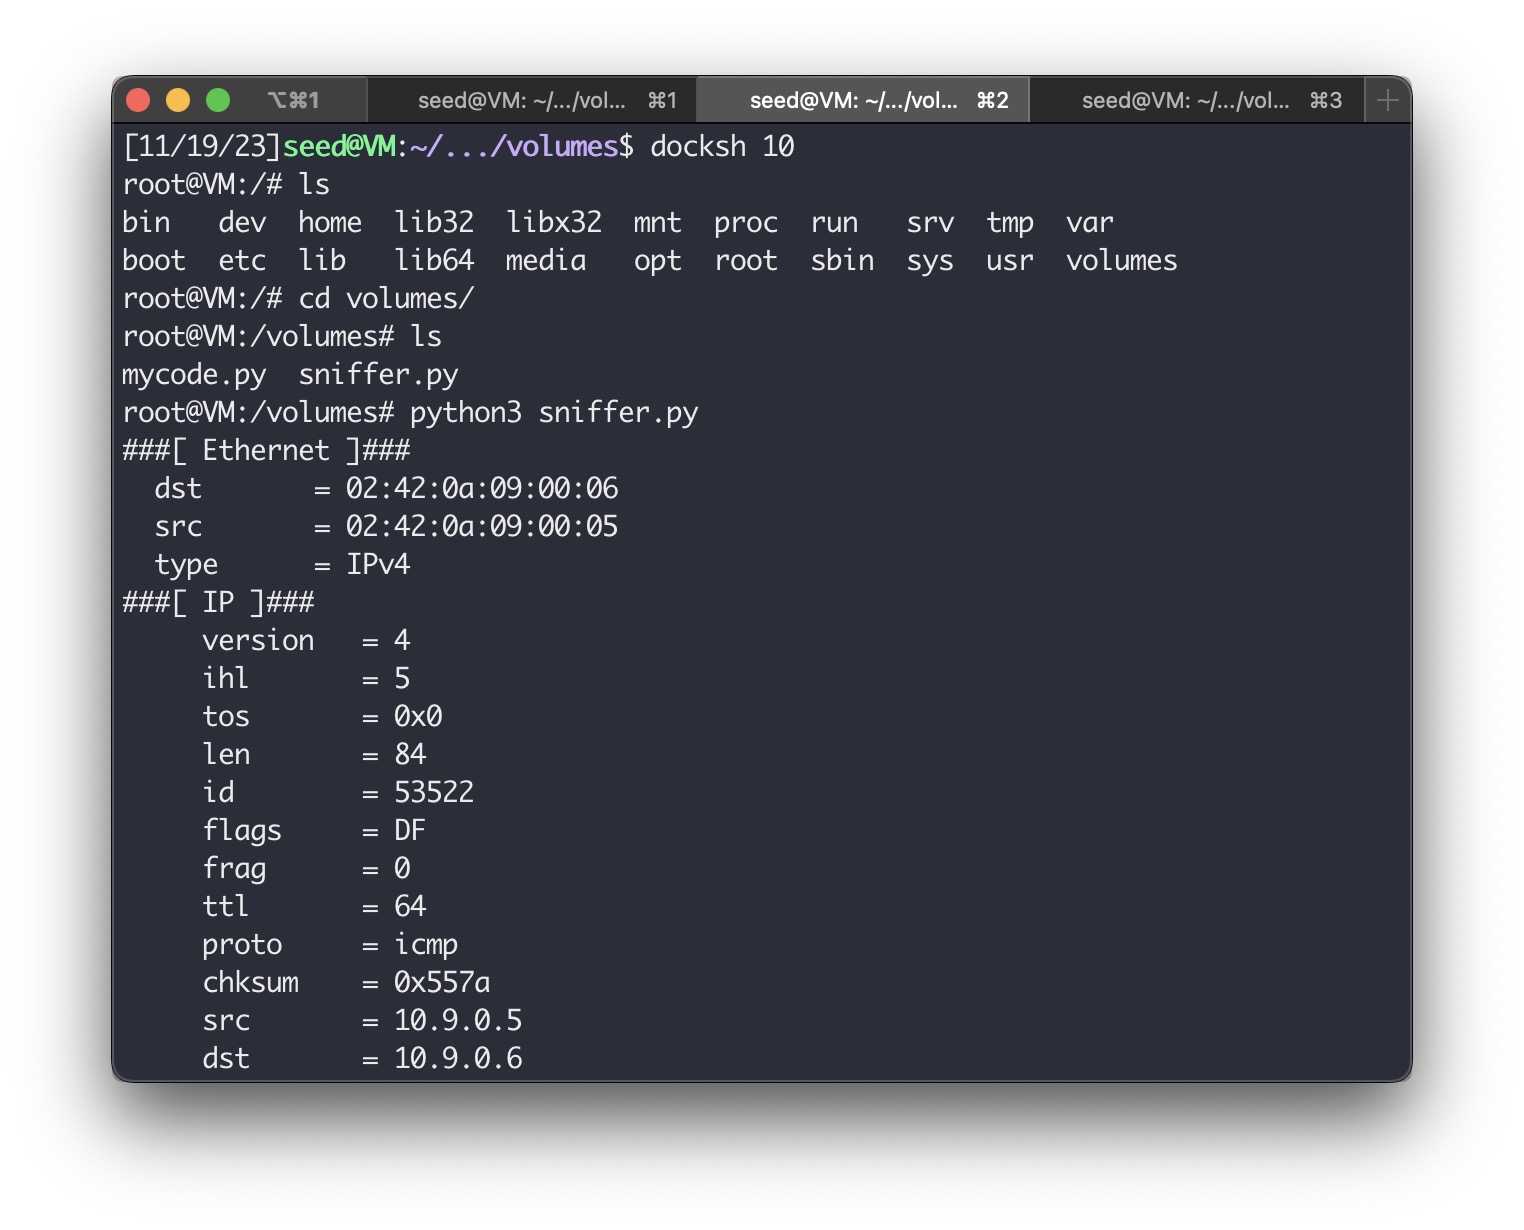 ⌥⌘1 seed@VM: ~/.../vol... ⌘1 seed@VM: ~/.../vol... ⌘2 seed@VM: ~/.../vol... ⌘3 +
[11/19/23]seed@VM:~/.../volumes$ docksh 10
root@VM:/# ls
bin   dev  home  lib32  libx32  mnt  proc  run   srv  tmp  var
boot  etc  lib   lib64  media   opt  root  sbin  sys  usr  volumes
root@VM:/# cd volumes/
root@VM:/volumes# ls
mycode.py  sniffer.py
root@VM:/volumes# python3 sniffer.py
###[ Ethernet ]###
  dst       = 02:42:0a:09:00:06
  src       = 02:42:0a:09:00:05
  type      = IPv4
###[ IP ]###
     version   = 4
     ihl       = 5
     tos       = 0x0
     len       = 84
     id        = 53522
     flags     = DF
     frag      = 0
     ttl       = 64
     proto     = icmp
     chksum    = 0x557a
     src       = 10.9.0.5
     dst       = 10.9.0.6